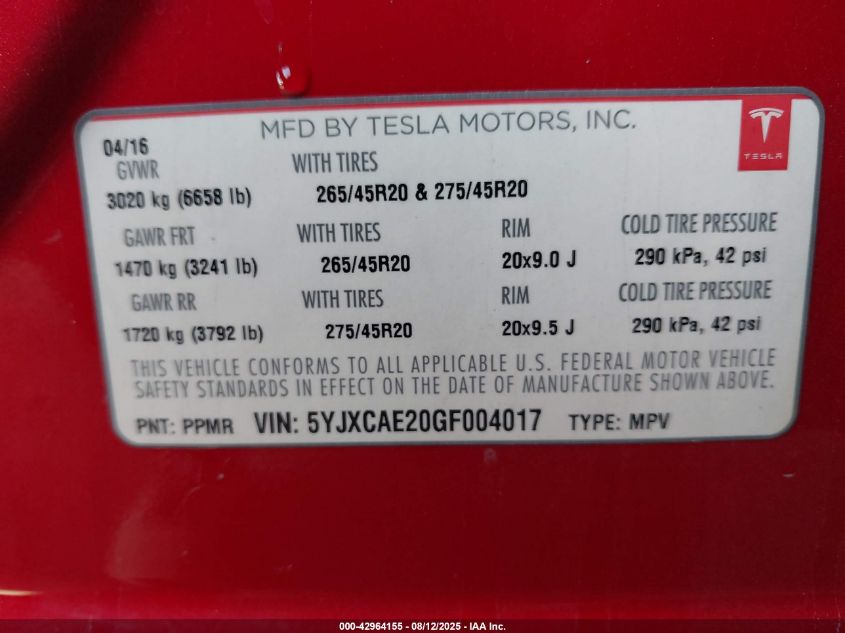 MFD BY TESLA MOTORS, INC.
TESLA
04/16
GVWR WITH TIRES
3020 kg (6658 lb) 265/45R20 & 275/45R20
GAWR FRT WITH TIRES RIM COLD TIRE PRESSURE
1470 kg (3241 lb) 265/45R20 20x9.0 J 290 kPa, 42 psi
GAWR RR WITH TIRES RIM COLD TIRE PRESSURE
1720 kg (3792 lb) 275/45R20 20x9.5 J 290 kPa, 42 psi
THIS VEHICLE CONFORMS TO ALL APPLICABLE U.S. FEDERAL MOTOR VEHICLE
SAFETY STANDARDS IN EFFECT ON THE DATE OF MANUFACTURE SHOWN ABOVE.
PNT: PPMR VIN: 5YJXCAE20GF004017 TYPE: MPV
000-42964155 - 08/12/2025 - IAA Inc.